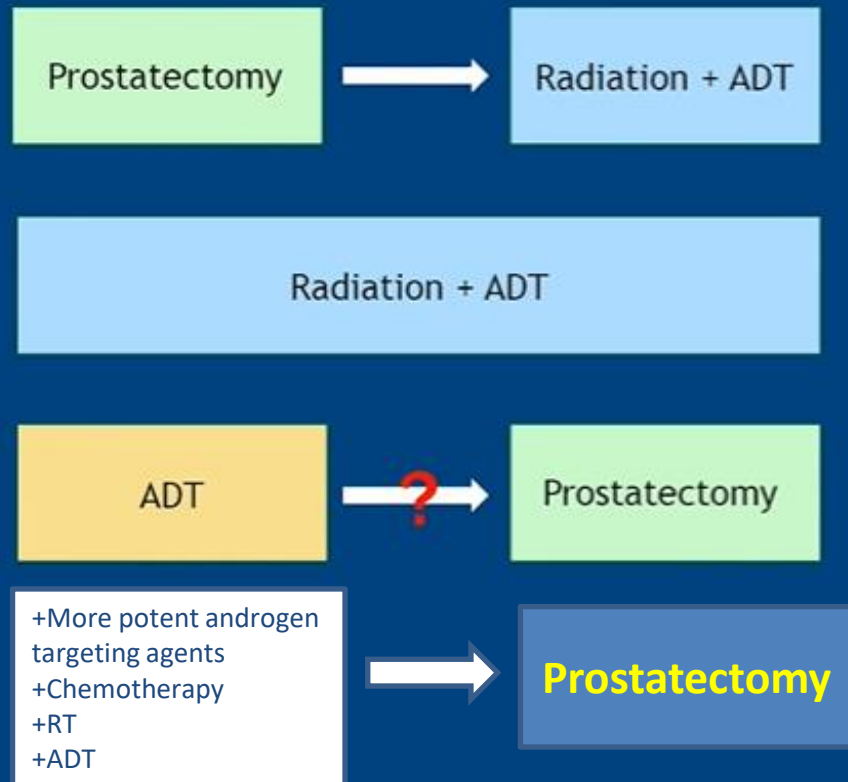 Prostatectomy
Radiation + ADT
Radiation + ADT
ADT
?
Prostatectomy
+More potent androgen
targeting agents
+Chemotherapy
+RT
+ADT
Prostatectomy